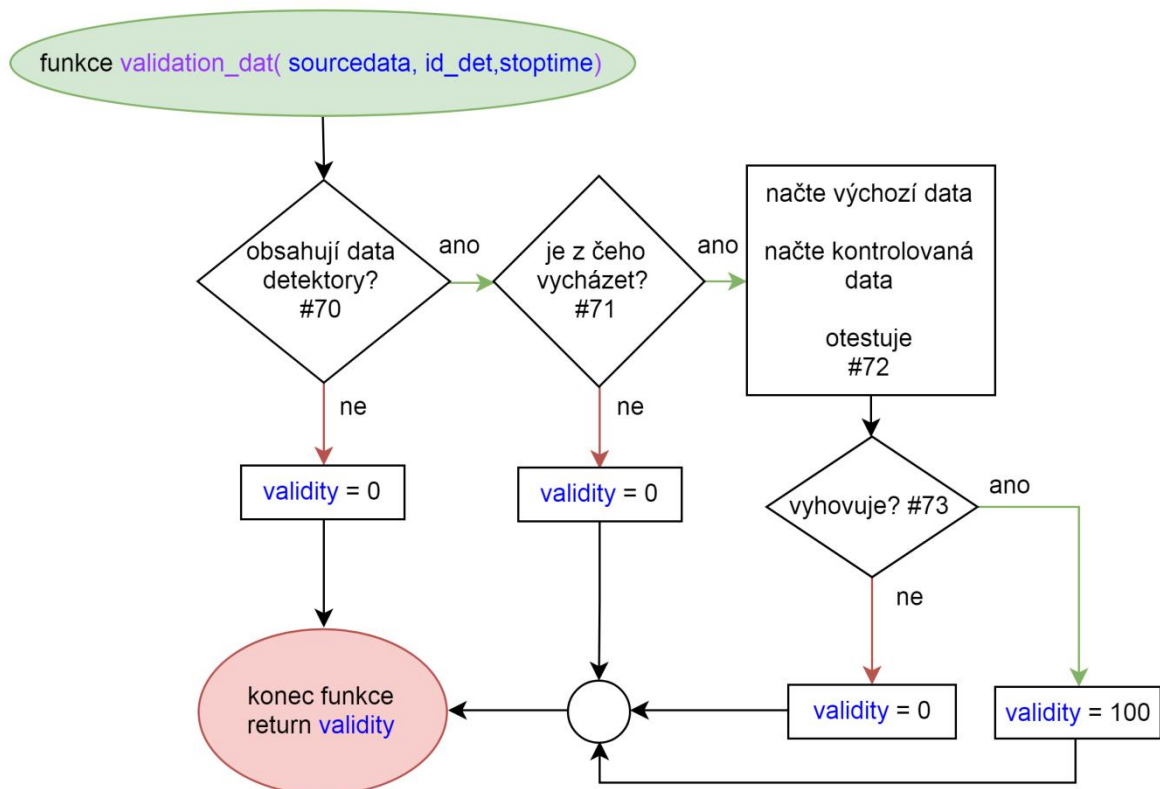 funkce validation_dat( sourcedata, id_det,stoptime)
obsahují data
detektory?
#70
ano
je z čeho
vycházet?
#71
ano
načte výchozí data
načte kontrolovaná
data
otestuje
#72
ne
validity = 0
ne
validity = 0
vyhovuje? #73
ano
ne
validity = 0
validity = 100
konec funkce
return validity